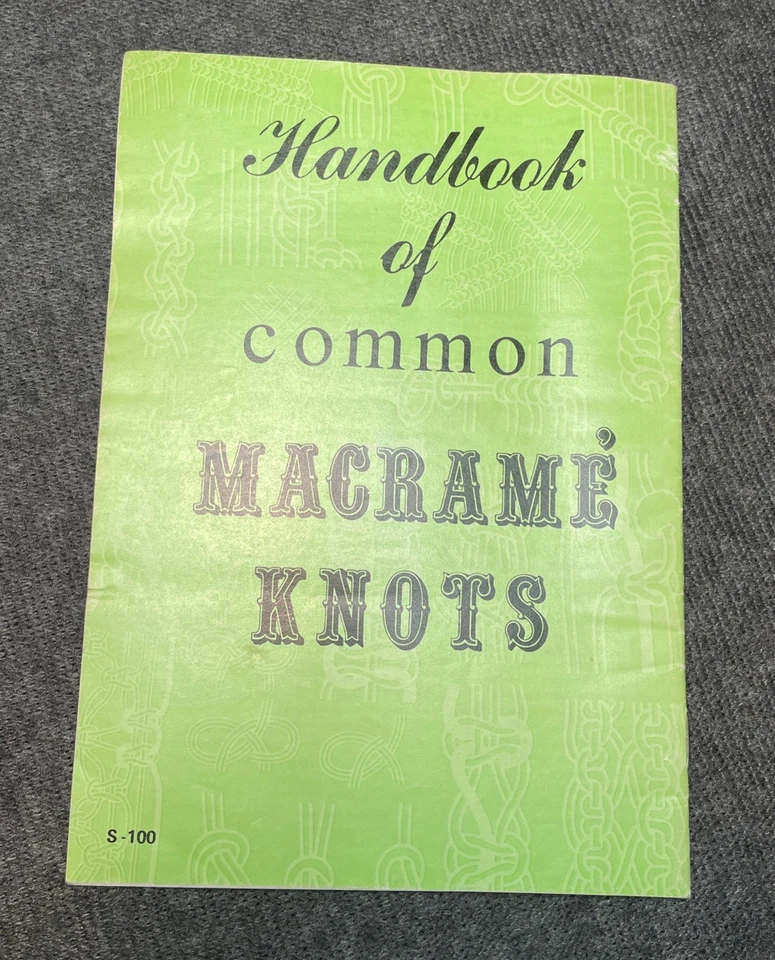 Handbook
of
common
MACRAMÉ
KNOTS
S-100